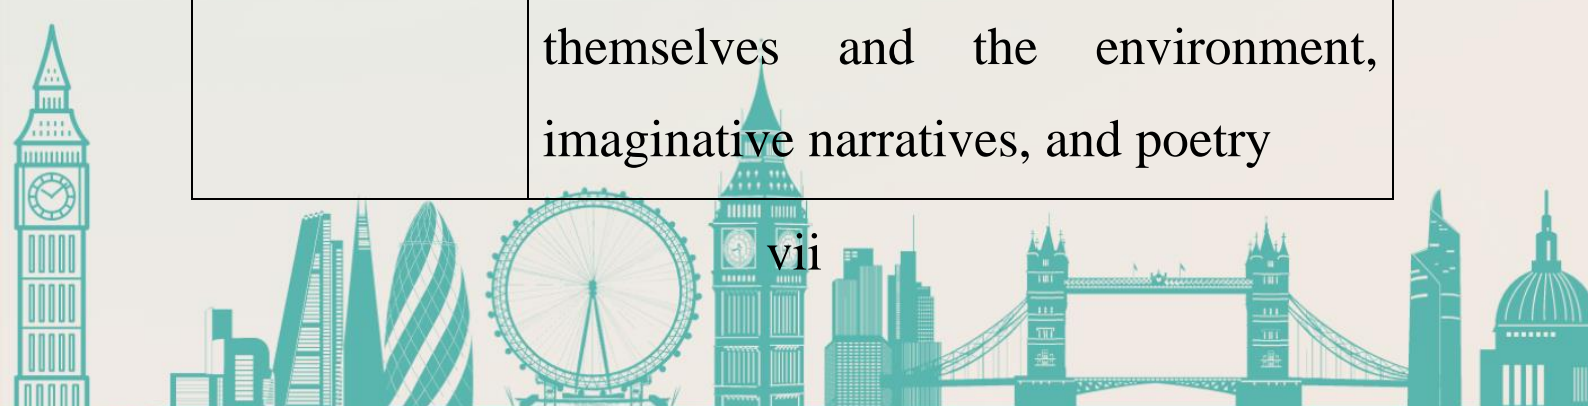 themselves and the environment,
imaginative narratives, and poetry
vii